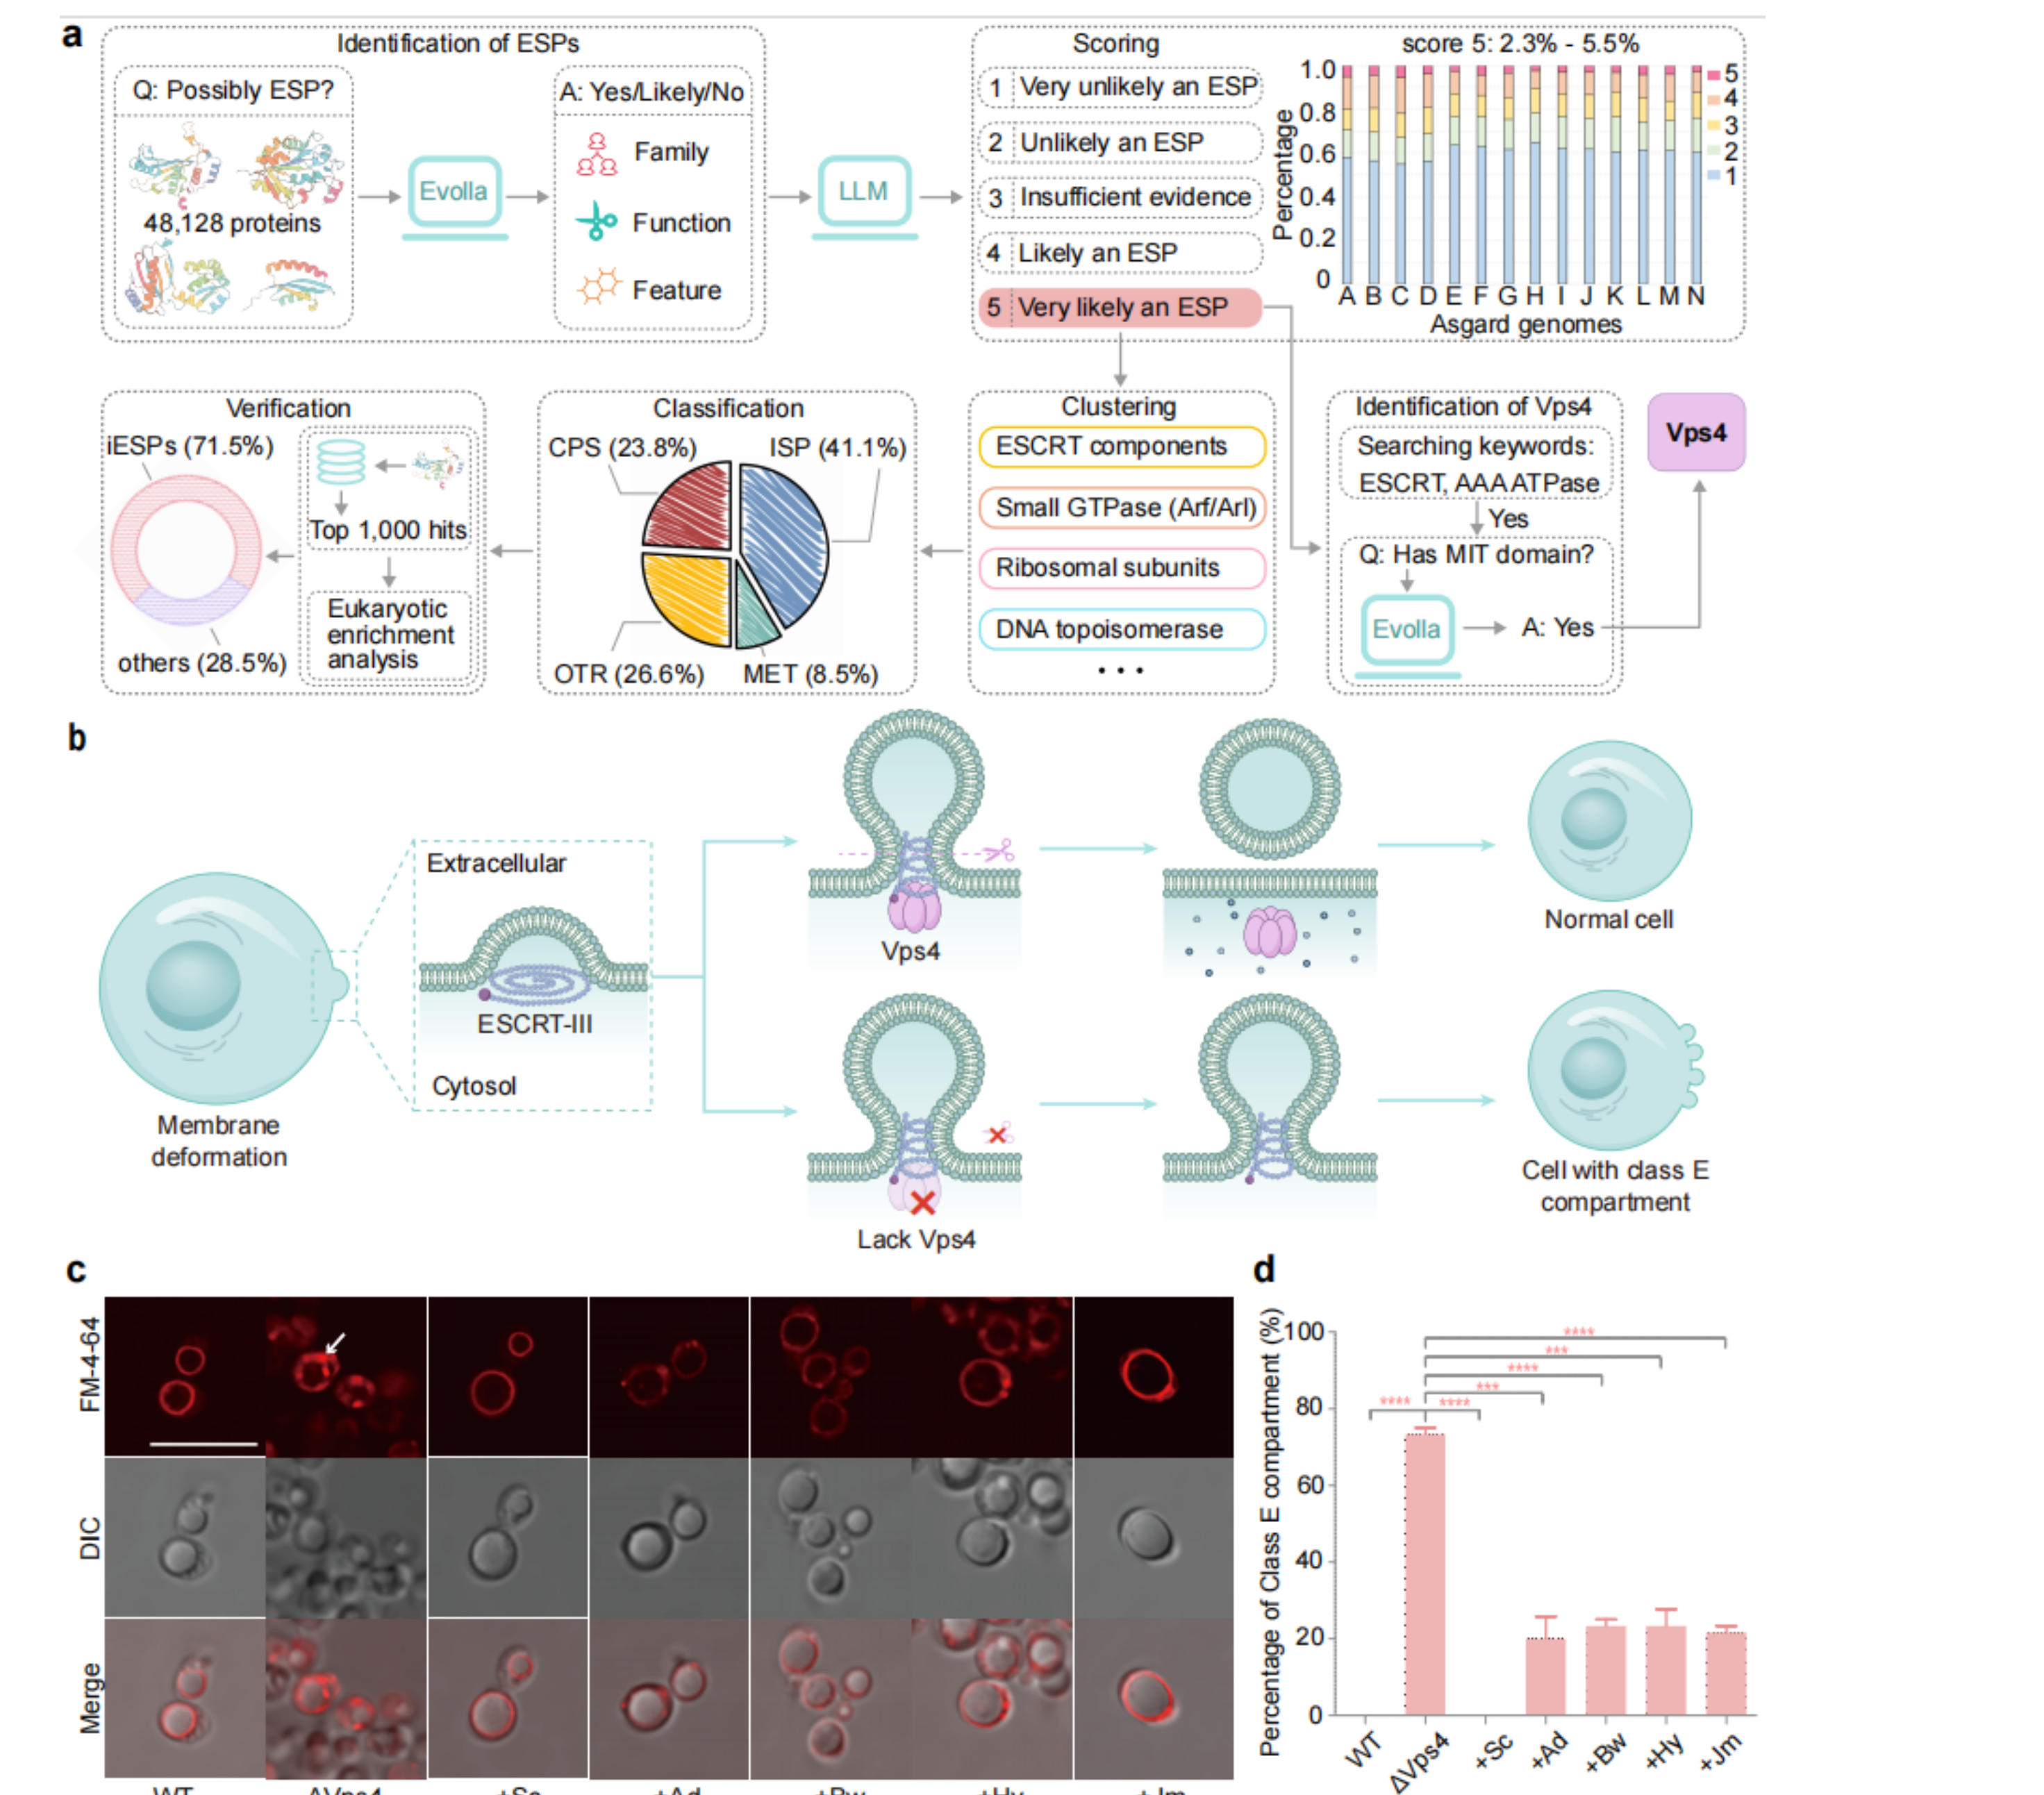 a
Identification of ESPs
Q: Possibly ESP?
48,128 proteins
Evolla
A: Yes/Likely/No
Family
Function
Feature
LLM
Scoring
1 Very unlikely an ESP
2 Unlikely an ESP
3 Insufficient evidence
4 Likely an ESP
5 Very likely an ESP
score 5: 2.3% - 5.5%
Percentage
1.0
0.8
0.6
0.4
0.2
0
A B C D E F G H I J K L M N
Asgard genomes
5
4
3
2
1
Verification
iESPs (71.5%)
others (28.5%)
Top 1,000 hits
Eukaryotic
enrichment
analysis
Classification
CPS (23.8%)
ISP (41.1%)
OTR (26.6%)
MET (8.5%)
Clustering
ESCRT components
Small GTPase (Arf/Arl)
Ribosomal subunits
DNA topoisomerase
...
Identification of Vps4
Searching keywords:
ESCRT, AAA ATPase
Yes
Q: Has MIT domain?
Evolla
A: Yes
Vps4
b
Membrane
deformation
Extracellular
ESCRT-III
Cytosol
Vps4
Normal cell
Lack Vps4
Cell with class E
compartment
c
FM-4-64
DIC
Merge
WT
ΔVps4
+Sc
+Ad
+Bw
+Hy
+Jm
d
Percentage of Class E compartment (%)
100
80
60
40
20
0
****
***
****
***
**** ****
WT
ΔVps4
+Sc
+Ad
+Bw
+Hy
+Jm